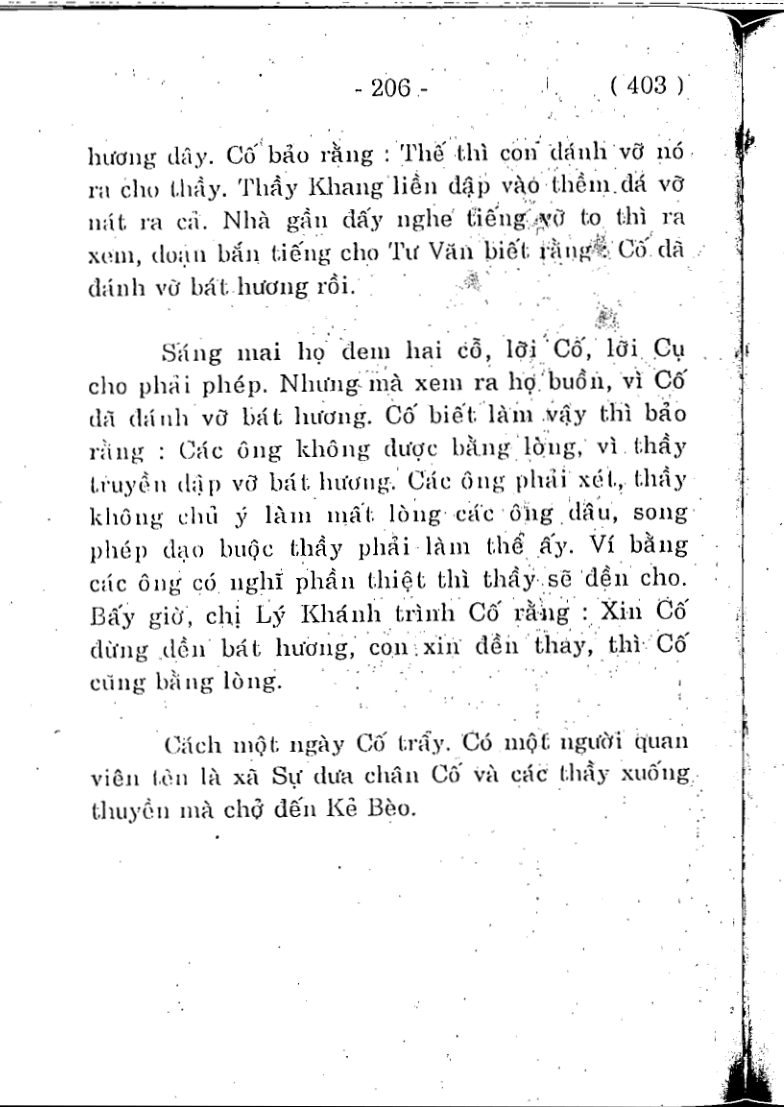 - 206 - ( 403 )
hương đây. Cố bảo rằng : Thế thì con đánh vỡ nó
ra cho thầy. Thầy Khang liền đập vào thềm đá vỡ
nát ra cả. Nhà gần đấy nghe tiếng vỡ to thì ra
xem, đoạn bắn tiếng cho Tư Văn biết rằng : Cố đã
đánh vỡ bát hương rồi.
Sáng mai họ đem hai cỗ, lỡi Cố, lỡi Cụ
cho phải phép. Nhưng mà xem ra họ buồn, vì Cố
đã đánh vỡ bát hương. Cố biết làm vậy thì bảo
rằng : Các ông không được bằng lòng, vì thầy
truyền đập vỡ bát hương. Các ông phải xét, thầy
không chủ ý làm mất lòng các ông đâu, song
phép đạo buộc thầy phải làm thể ấy. Ví bằng
các ông có nghĩ phần thiệt thì thầy sẽ đền cho.
Bấy giờ, chị Lý Khánh trình Cố rằng : Xin Cố
đừng đền bát hương, con xin đền thay, thì Cố
cũng bằng lòng.
Cách một ngày Cố trẩy. Có một người quan
viên tên là xã Sự đưa chân Cố và các thầy xuống
thuyền mà chở đến Kẻ Bèo.